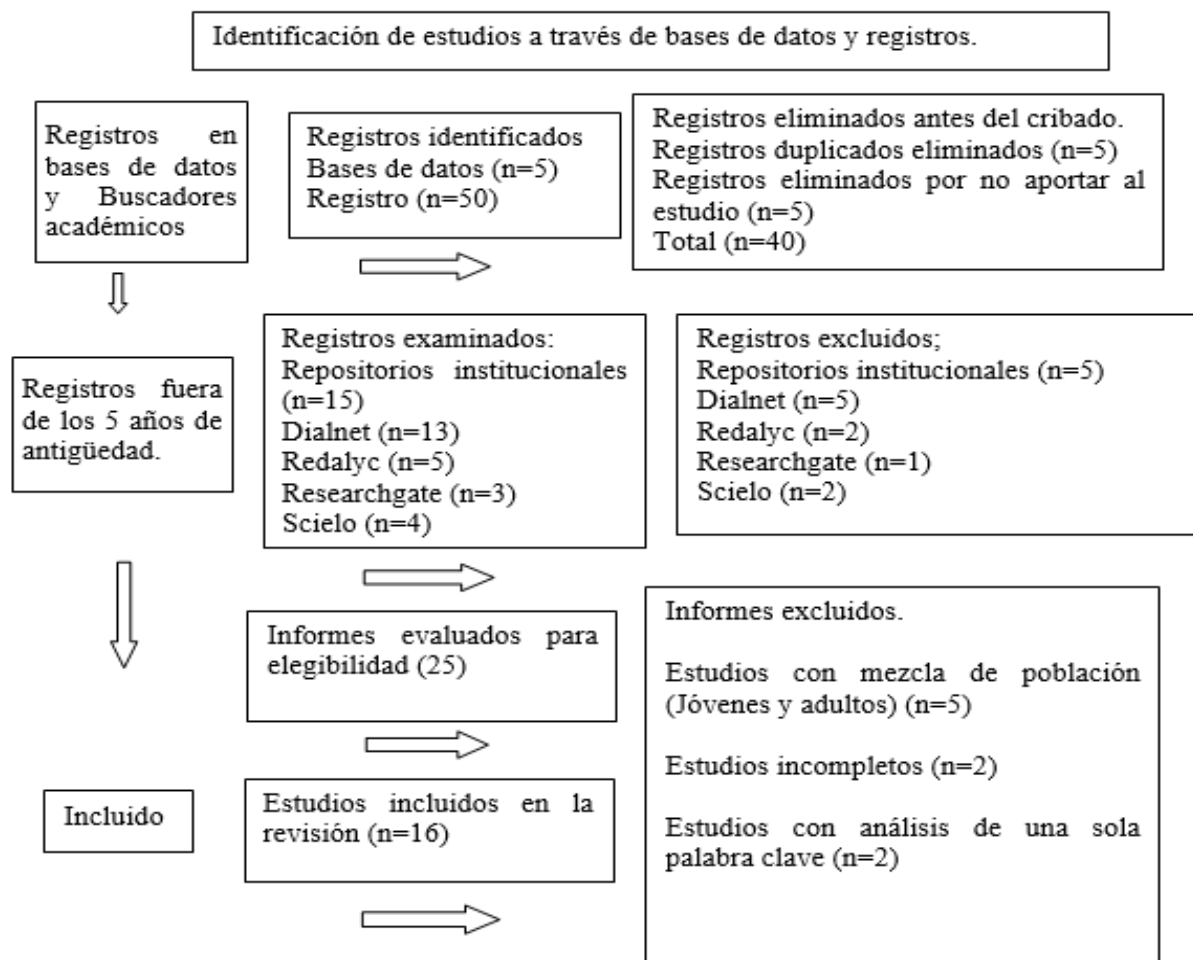 Identificación de estudios a través de bases de datos y registros.
Registros en
bases de datos
y Buscadores
académicos
Registros identificados
Bases de datos (n=5)
Registro (n=50)
Registros eliminados antes del cribado.
Registros duplicados eliminados (n=5)
Registros eliminados por no aportar al
estudio (n=5)
Total (n=40)
Registros fuera
de los 5 años de
antigüedad.
Registros examinados:
Repositorios institucionales
(n=15)
Dialnet (n=13)
Redalyc (n=5)
Researchgate (n=3)
Scielo (n=4)
Registros excluidos;
Repositorios institucionales (n=5)
Dialnet (n=5)
Redalyc (n=2)
Researchgate (n=1)
Scielo (n=2)
Informes evaluados para
elegibilidad (25)
Informes excluidos.
Estudios con mezcla de población
(Jóvenes y adultos) (n=5)
Estudios incompletos (n=2)
Estudios con análisis de una sola
palabra clave (n=2)
Incluido
Estudios incluidos en la
revisión (n=16)